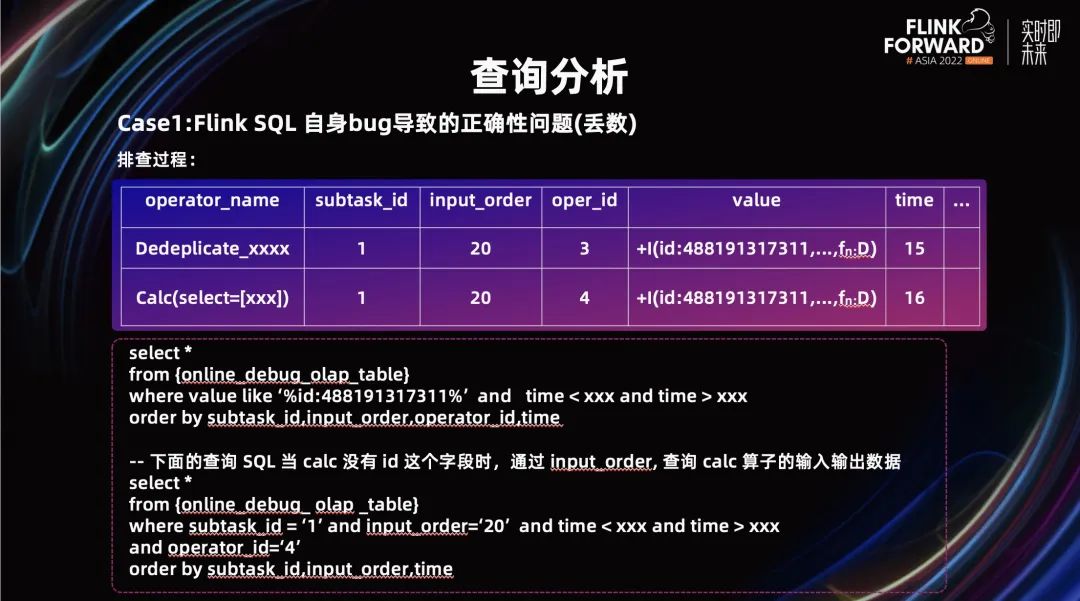 FLINK
FORWARD
# ASIA 2022 ONLINE
实时即
未来
查询分析
Case1:Flink SQL 自身bug导致的正确性问题(丢数)
排查过程：
operator_name subtask_id input_order oper_id value time ...
Dedeplicate_xxxx 1 20 3 +I(id:488191317311,...,fn:D) 15
Calc(select=[xxx]) 1 20 4 +I(id:488191317311,...,fn:D) 16
select *
from {online_debug_olap_table}
where value like ‘%id:488191317311%’ and time < xxx and time > xxx
order by subtask_id,input_order,operator_id,time
-- 下面的查询 SQL 当 calc 没有 id 这个字段时，通过 input_order, 查询 calc 算子的输入输出数据
select *
from {online_debug_ olap _table}
where subtask_id = ‘1’ and input_order=‘20’ and time < xxx and time > xxx
and operator_id=‘4’
order by subtask_id,input_order,time